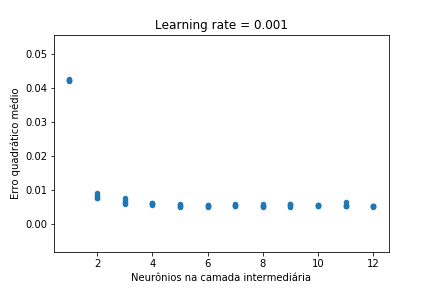 Learning rate = 0.001
0.05
0.04
0.03
0.02
0.01
0.00
Erro quadrático médio
2 4 6 8 10 12
Neurônios na camada intermediária